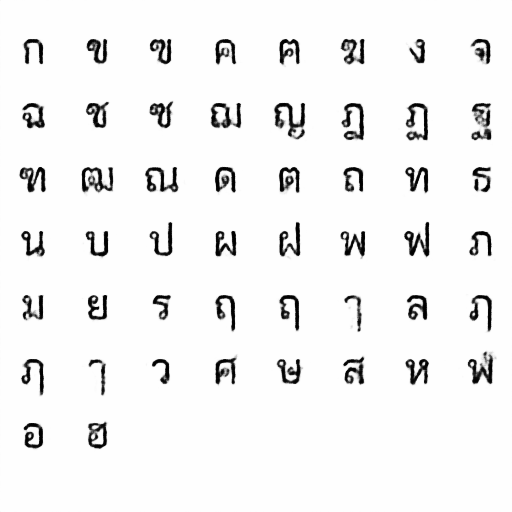 ก ข ฃ ค ฅ ฆ ง จ
ฉ ช ซ ฌ ญ ฎ ฏ ฐ
ฑ ฒ ณ ด ต ถ ท ธ
น บ ป ผ ฝ พ ฟ ภ
ม ย ร ฤ ฤ ๅ ล ฦ
ฦ ๅ ว ศ ษ ส ห ฬ
อ ฮ